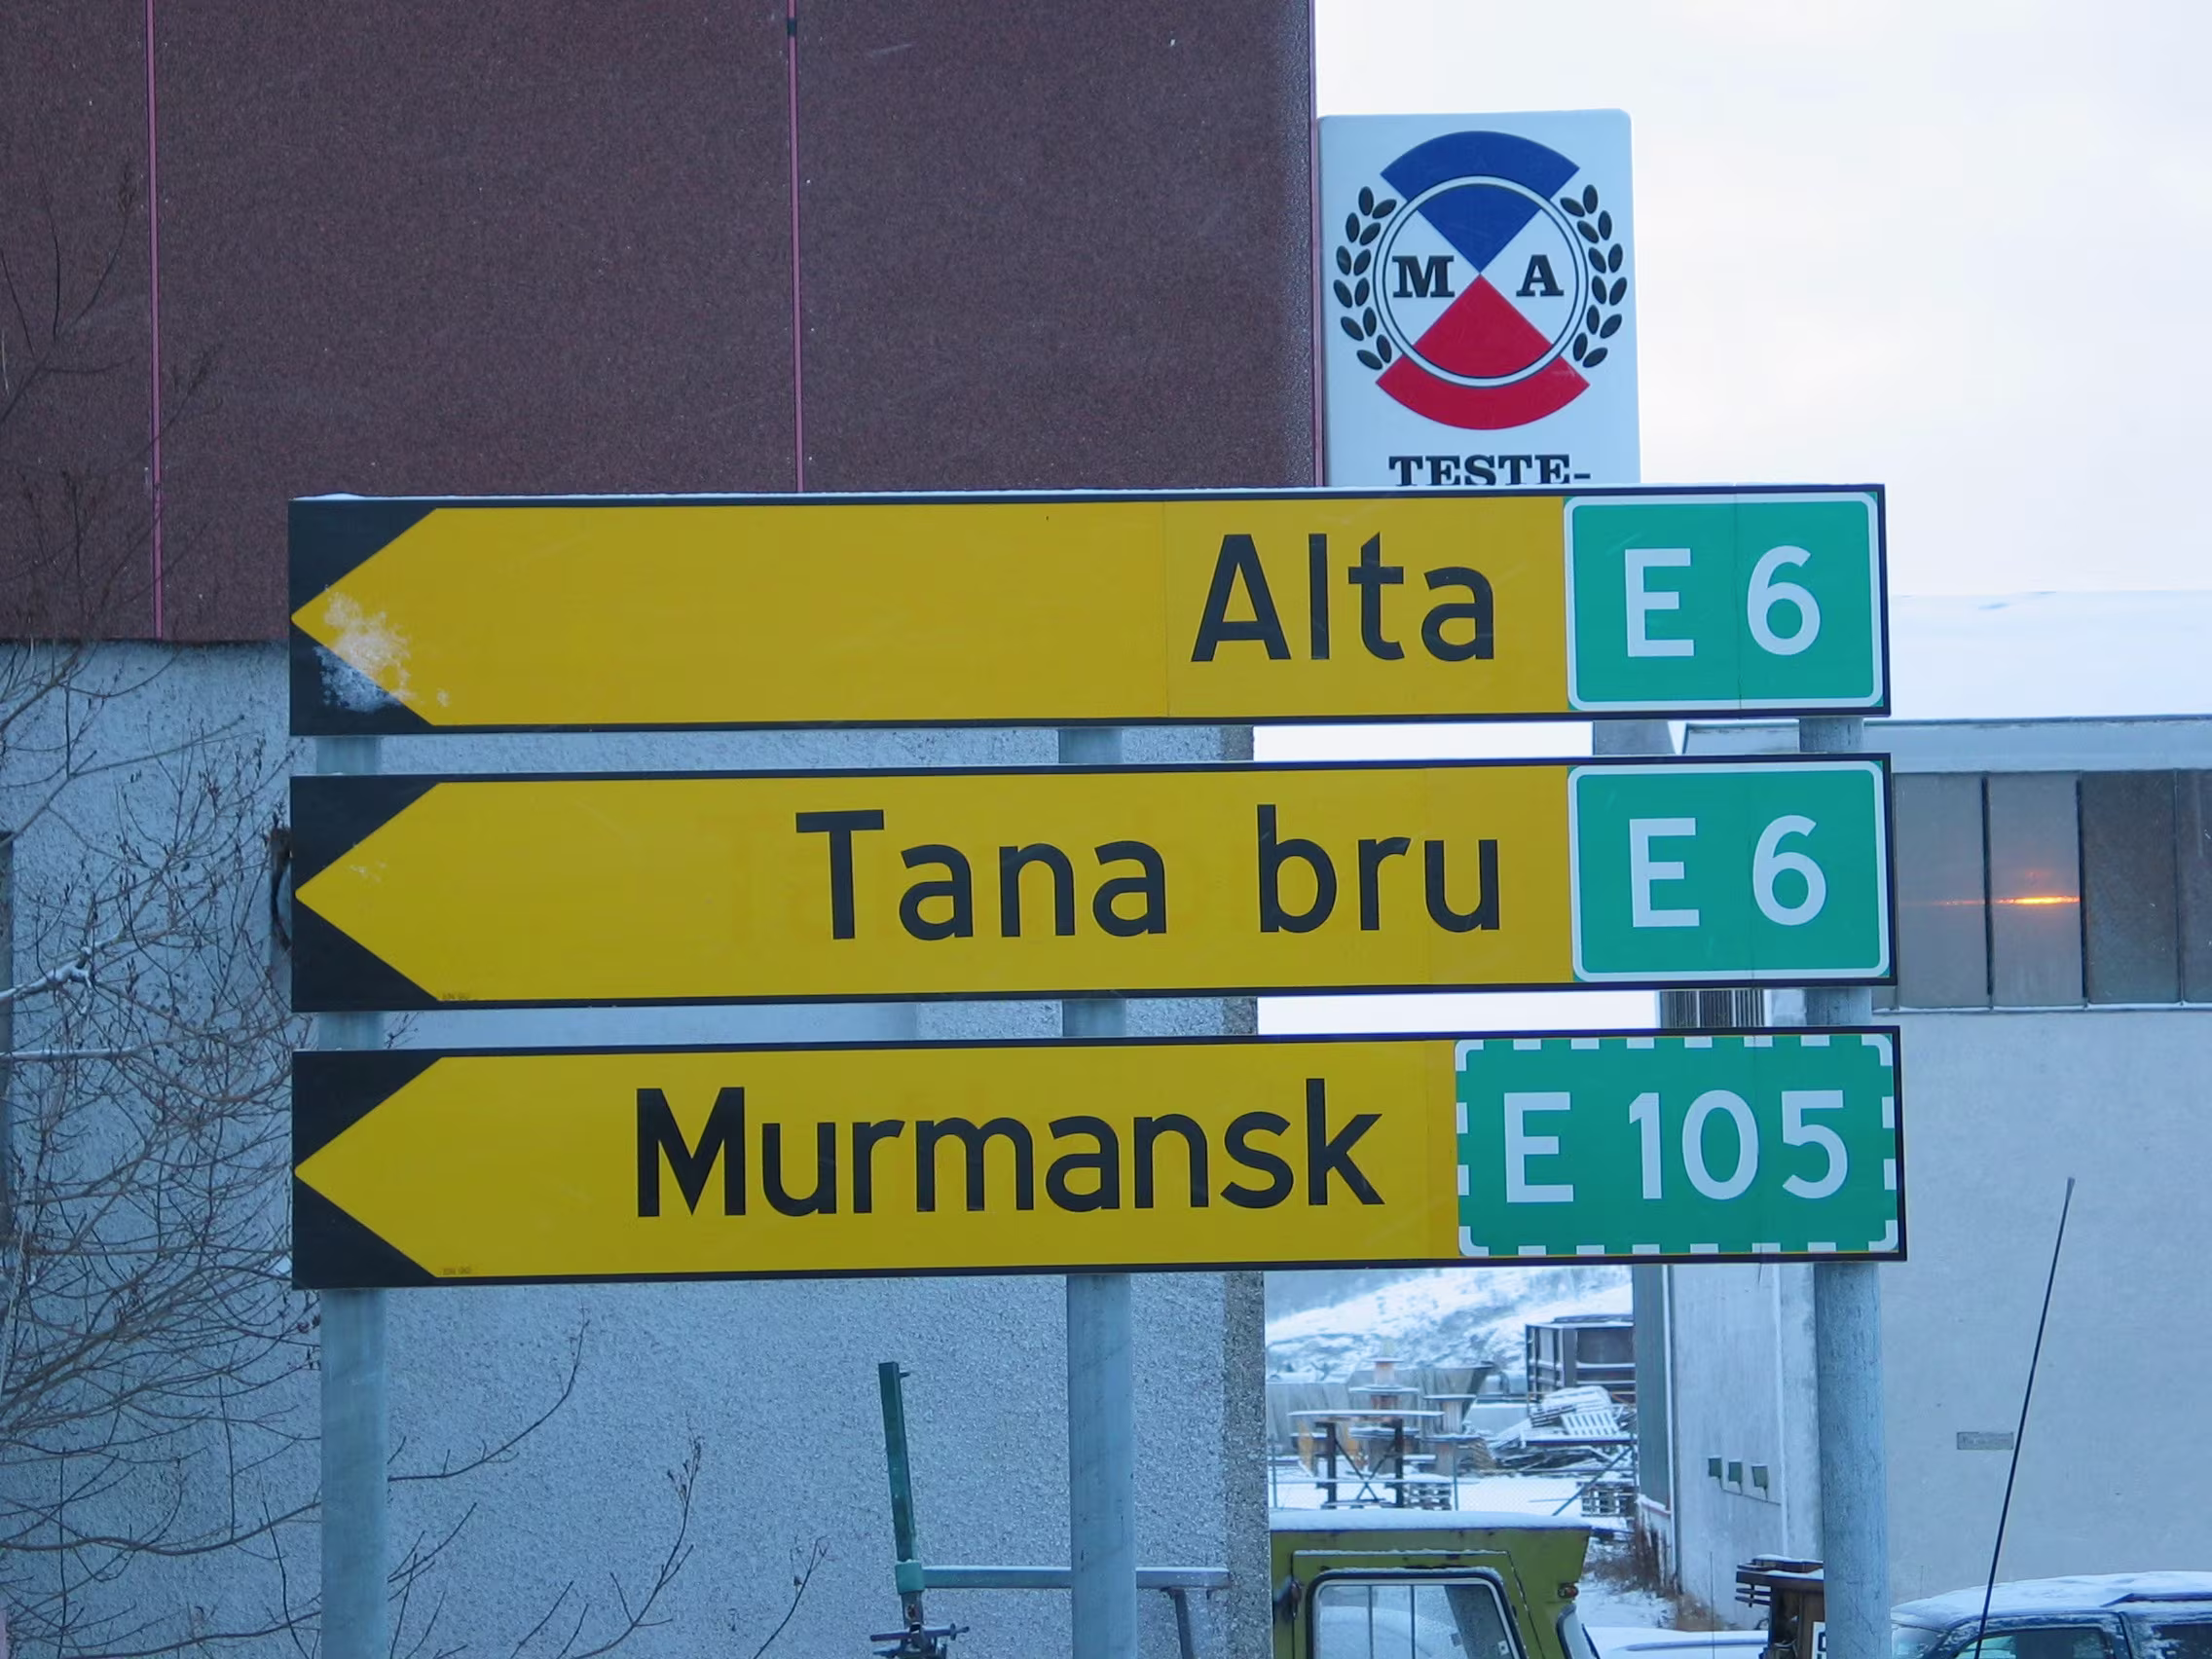 M A
TESTE-
Alta E 6
Tana bru E 6
Murmansk E 105